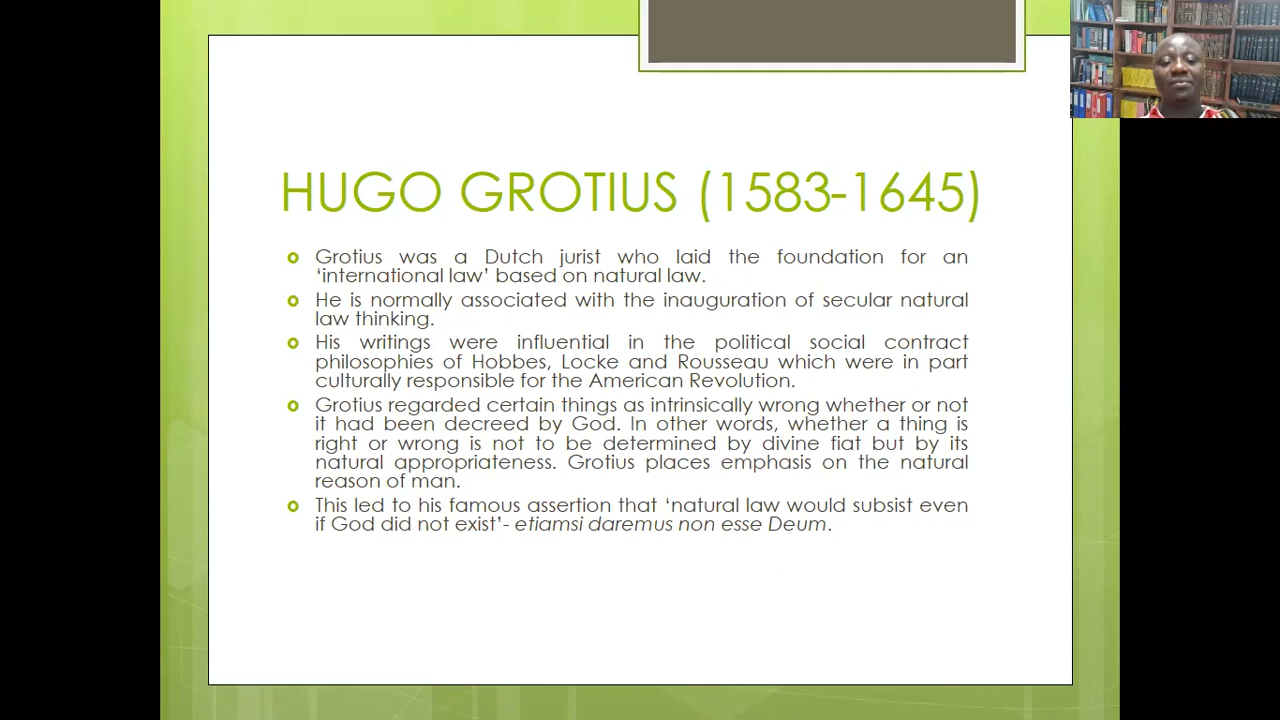 HUGO GROTIUS (1583-1645)
Grotius was a Dutch jurist who laid the foundation for an
‘international law’ based on natural law.
He is normally associated with the inauguration of secular natural
law thinking.
His writings were influential in the political social contract
philosophies of Hobbes, Locke and Rousseau which were in part
culturally responsible for the American Revolution.
Grotius regarded certain things as intrinsically wrong whether or not
it had been decreed by God. In other words, whether a thing is
right or wrong is not to be determined by divine fiat but by its
natural appropriateness. Grotius places emphasis on the natural
reason of man.
This led to his famous assertion that ‘natural law would subsist even
if God did not exist’- etiamsi daremus non esse Deum.